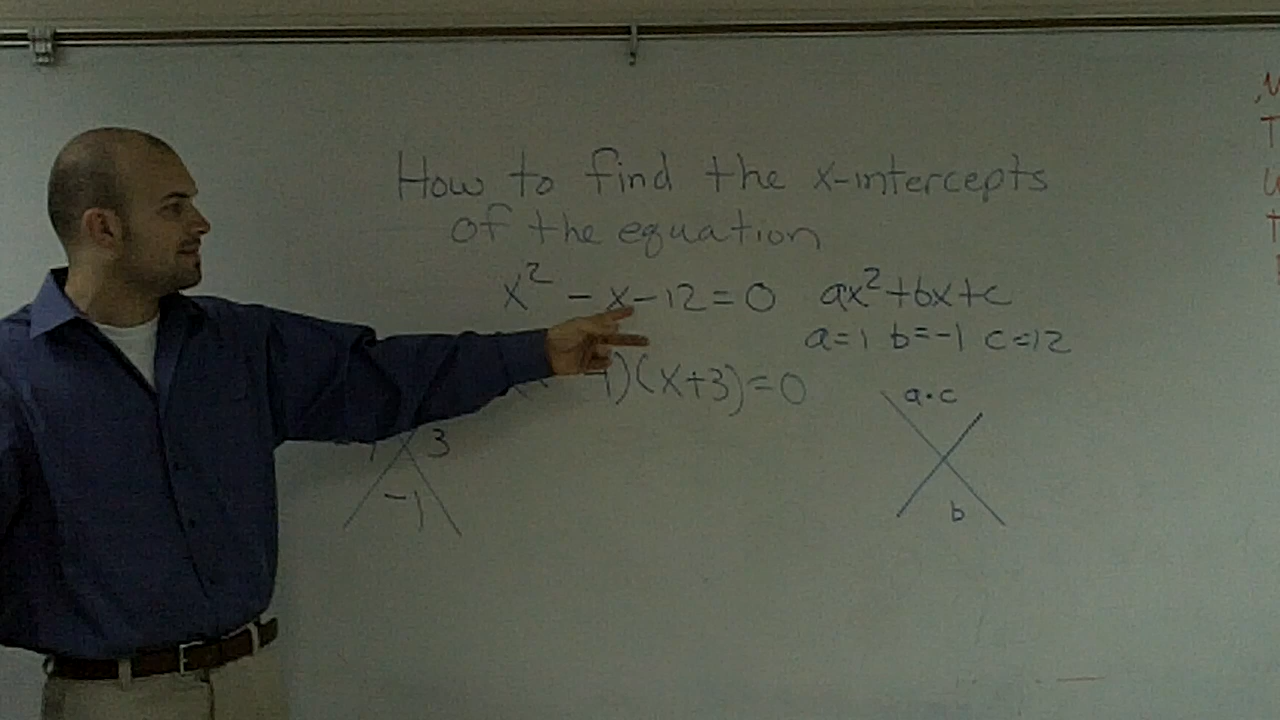 How to find the x-intercepts
of the equation
x² - x - 12 = 0 ax² + bx + c
a=1 b=-1 c=12
4)(x+3)=0
a·c
3
-1
b